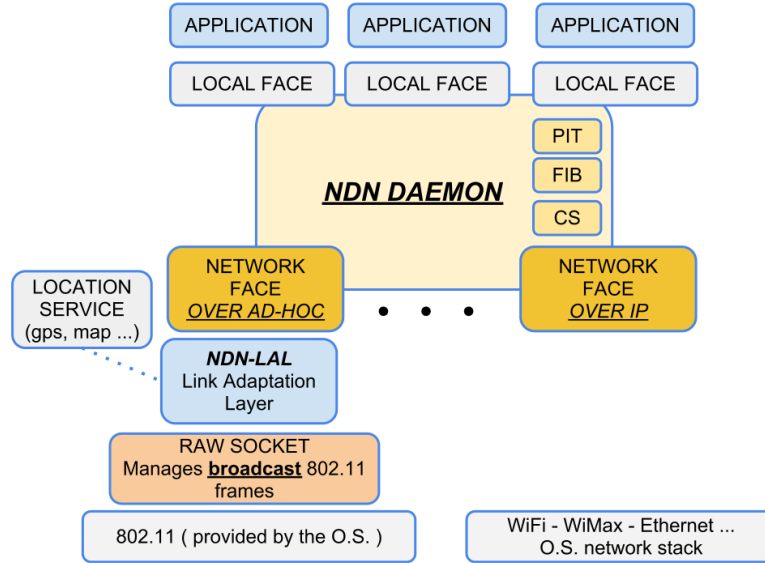 APPLICATION
APPLICATION
APPLICATION
LOCAL FACE
LOCAL FACE
LOCAL FACE
PIT
FIB
CS
NDN DAEMON
NETWORK
FACE
OVER AD-HOC
NETWORK
FACE
OVER IP
LOCATION
SERVICE
(gps, map ...)
NDN-LAL
Link Adaptation
Layer
RAW SOCKET
Manages broadcast 802.11
frames
802.11 ( provided by the O.S. )
WiFi - WiMax - Ethernet ...
O.S. network stack